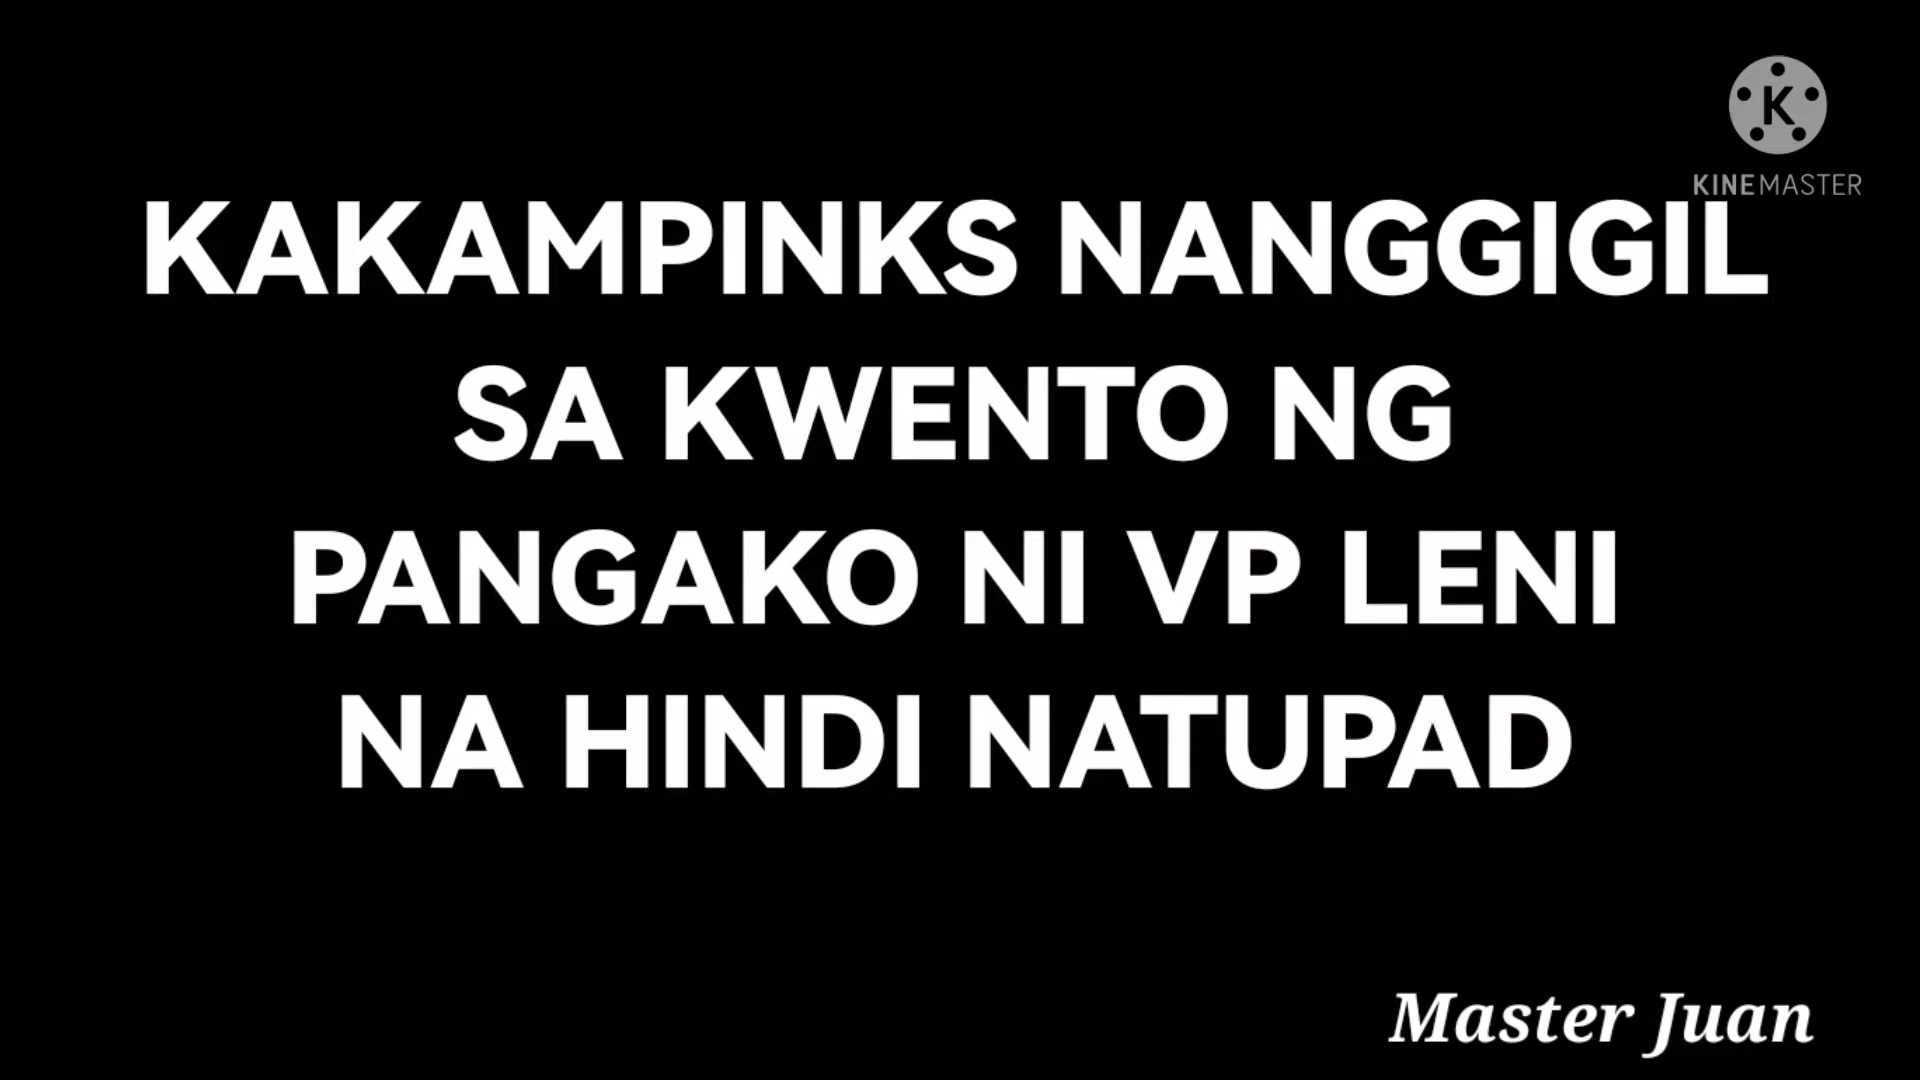 K
KINEMASTER
KAKAMPINKS NANGGIGIL
SA KWENTO NG
PANGAKO NI VP LENI
NA HINDI NATUPAD
Master Juan